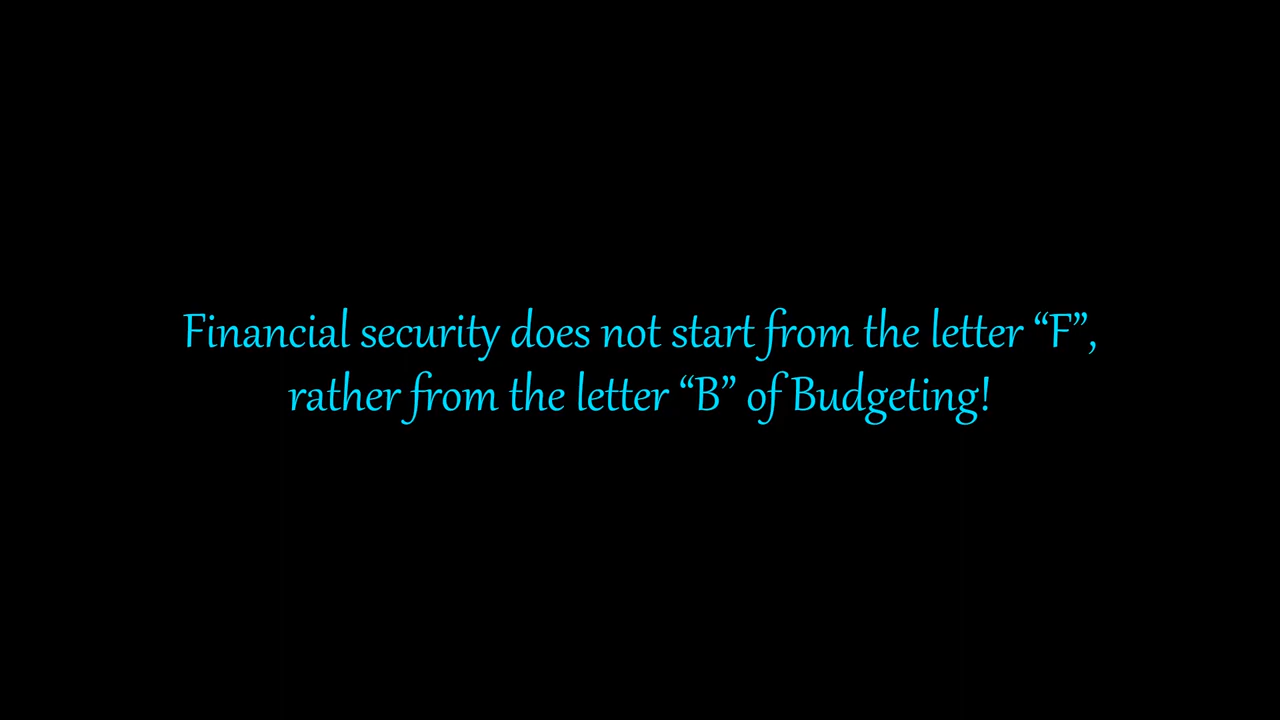 Financial security does not start from the letter “F”,
rather from the letter “B” of Budgeting!